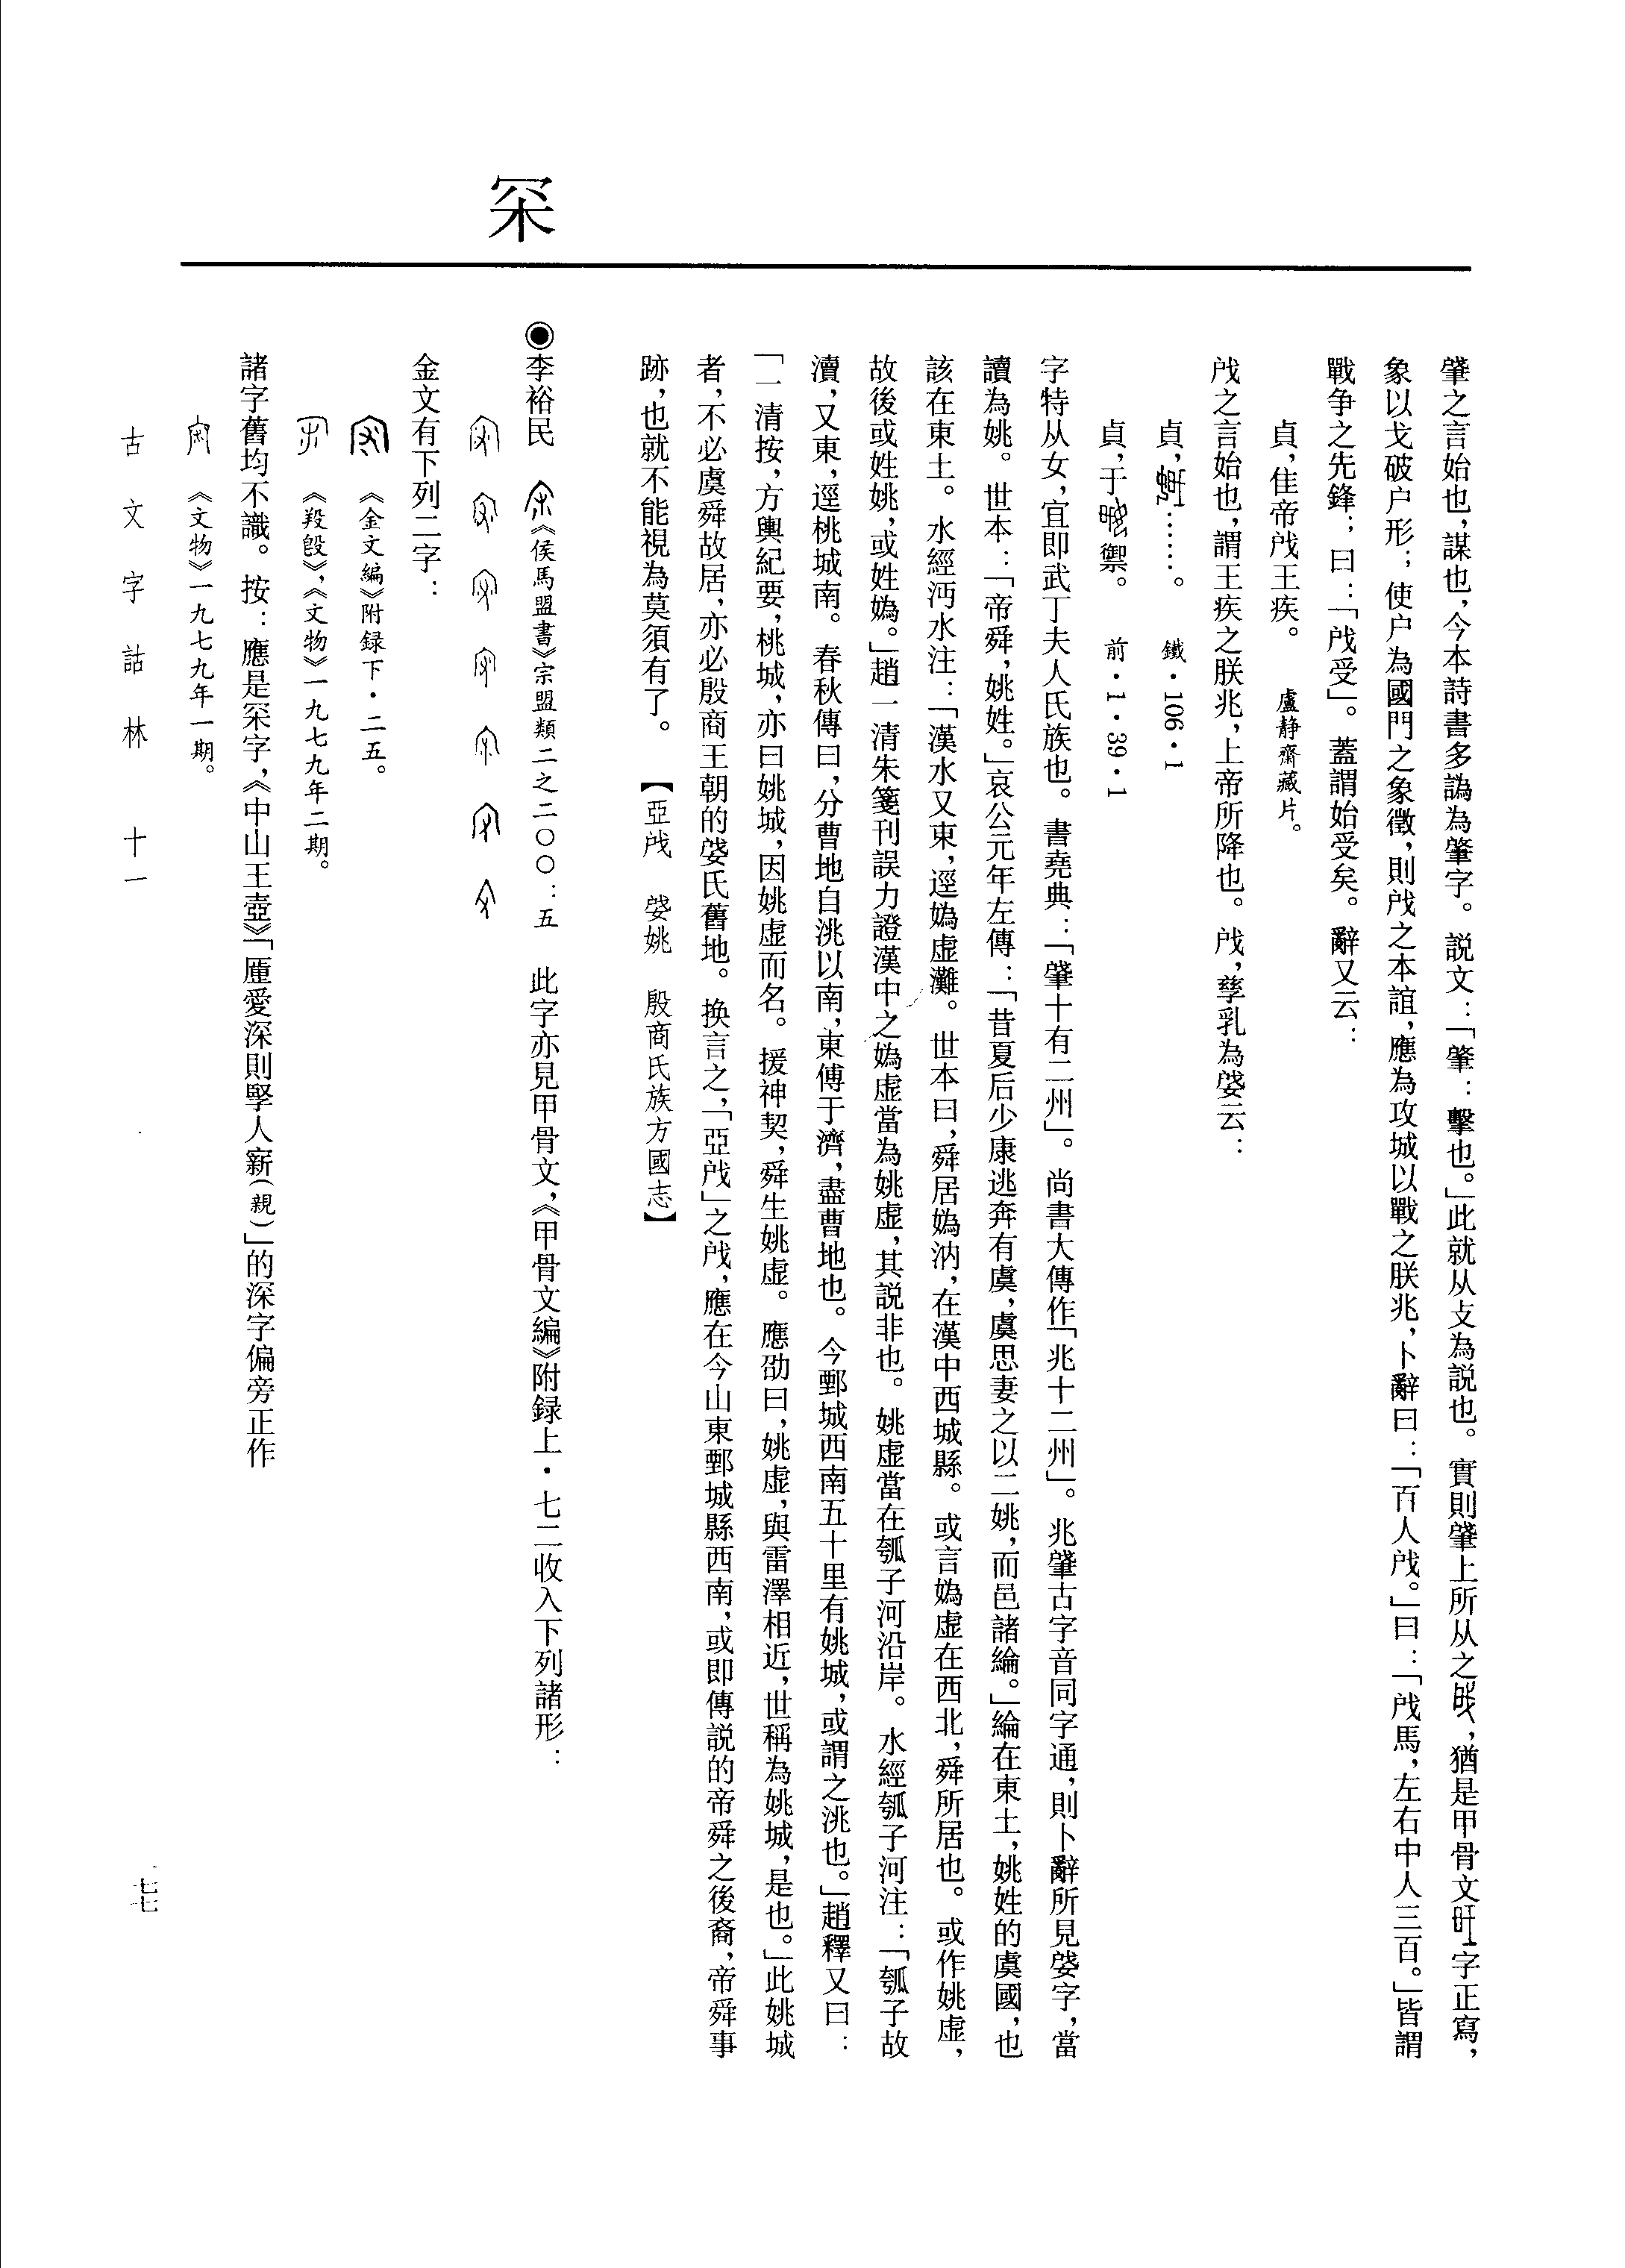 罙
肈之言始也，謀也，今本詩書多譌為肇字。説文：「肈：擊也。」此就从攴為説也。實則肈上所从之，猶是甲骨文字正寫，
象以戈破户形；使户為國門之象徵，則戌之本誼，應為攻城以戰之朕兆，卜辭曰：「百人戌。」曰：「戌馬，左右中人三百。」皆謂
戰争之先鋒；曰：「戌受」。蓋謂始受矣。辭又云：
貞，隹帝戌王疾。　盧静齋藏片。
戌之言始也，謂王疾之朕兆，上帝所降也。戌，孳乳為㛗云：
貞，……。　鐵·106·1
貞，于禦。　前·1·39·1
字特从女，宜即武丁夫人氏族也。書堯典：「肈十有二州」。尚書大傳作「兆十二州」。兆肈古字音同字通，則卜辭所見㛗字，當
讀為姚。世本：「帝舜，姚姓。」哀公元年左傳：「昔夏后少康逃奔有虞，虞思妻之以二姚，而邑諸綸。」綸在東土，姚姓的虞國，也
該在東土。水經沔水注：「漢水又東，逕媯虚灘。世本曰，舜居媯汭，在漢中西城縣。或言媯虚在西北，舜所居也。或作姚虚，
故後或姓姚，或姓媯。」趙一清朱箋刊誤力證漢中之媯虚當為姚虚，其説非也。姚虚當在瓠子河沿岸。水經瓠子河注：「瓠子故
瀆，又東，逕桃城南。春秋傳曰，分曹地自洮以南，東傅于濟，盡曹地也。今鄄城西南五十里有姚城，或謂之洮也。」趙釋又曰：
「一清按，方輿紀要，桃城，亦曰姚城，因姚虚而名。援神契，舜生姚虚。應劭曰，姚虚，與雷澤相近，世稱為姚城，是也。」此姚城
者，不必虞舜故居，亦必殷商王朝的㛗氏舊地。换言之，「亞戌」之戌，應在今山東鄄城縣西南，或即傳説的帝舜之後裔，帝舜事
跡，也就不能視為莫須有了。　【亞戌　㛗姚　殷商氏族方國志】
◉李裕民　《侯馬盟書》宗盟類二之二〇〇：五　此字亦見甲骨文，《甲骨文編》附録上·七二收入下列諸形：
金文有下列二字：
《金文編》附録下·二五。
《羖𣪘》，《文物》一九七九年二期。
《文物》一九七九年一期。
諸字舊均不識。按：應是罙字，《中山王壺》「𢊁愛深則孯人寴（親）」的深字偏旁正作
古文字詁林　十一
七七